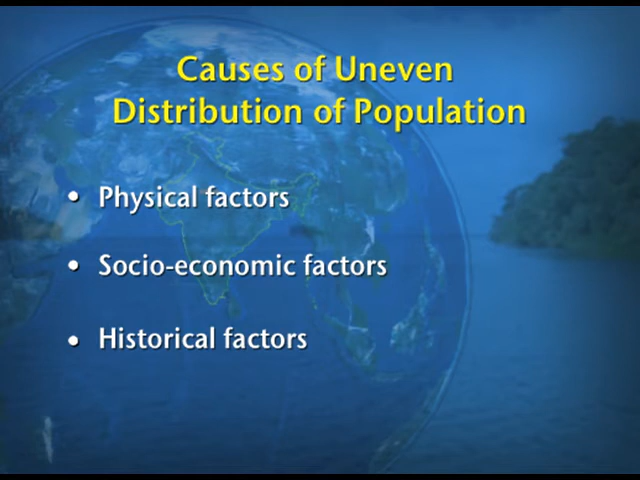 Causes of Uneven
Distribution of Population
• Physical factors
• Socio-economic factors
• Historical factors